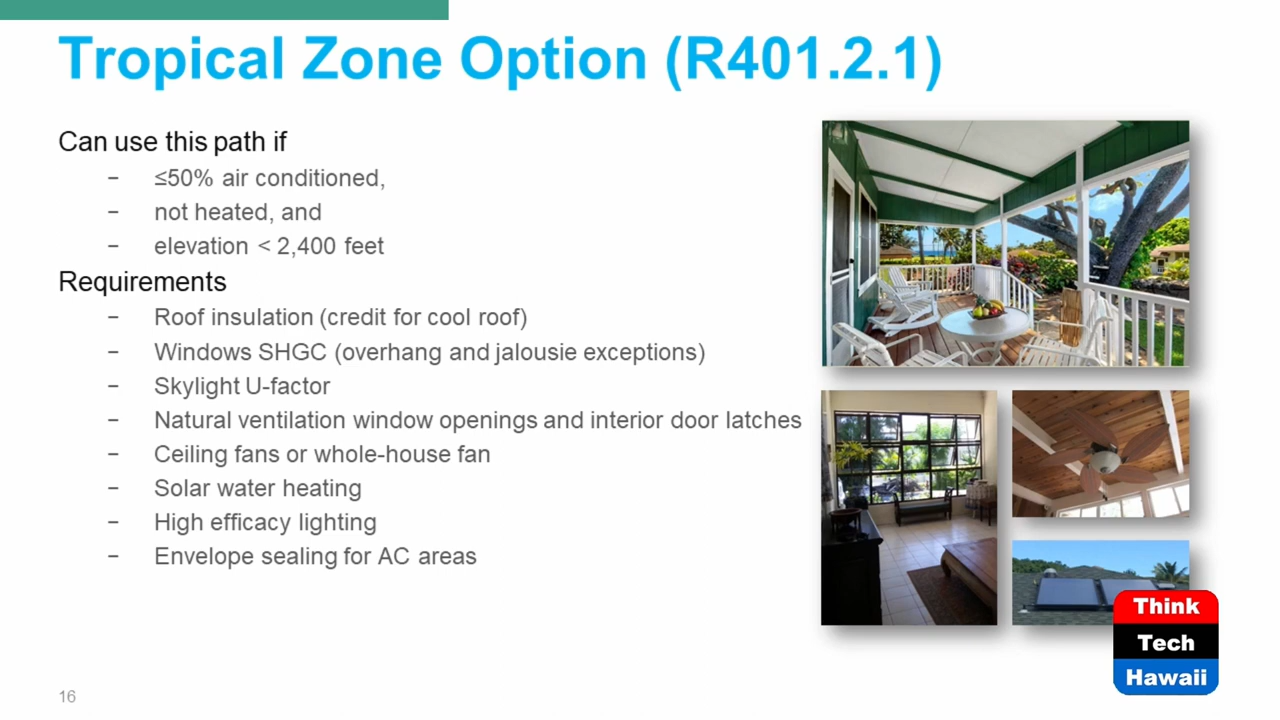 Tropical Zone Option (R401.2.1)
Can use this path if
− ≤50% air conditioned,
− not heated, and
− elevation < 2,400 feet
Requirements
− Roof insulation (credit for cool roof)
− Windows SHGC (overhang and jalousie exceptions)
− Skylight U-factor
− Natural ventilation window openings and interior door latches
− Ceiling fans or whole-house fan
− Solar water heating
− High efficacy lighting
− Envelope sealing for AC areas
Think
Tech
Hawaii
16